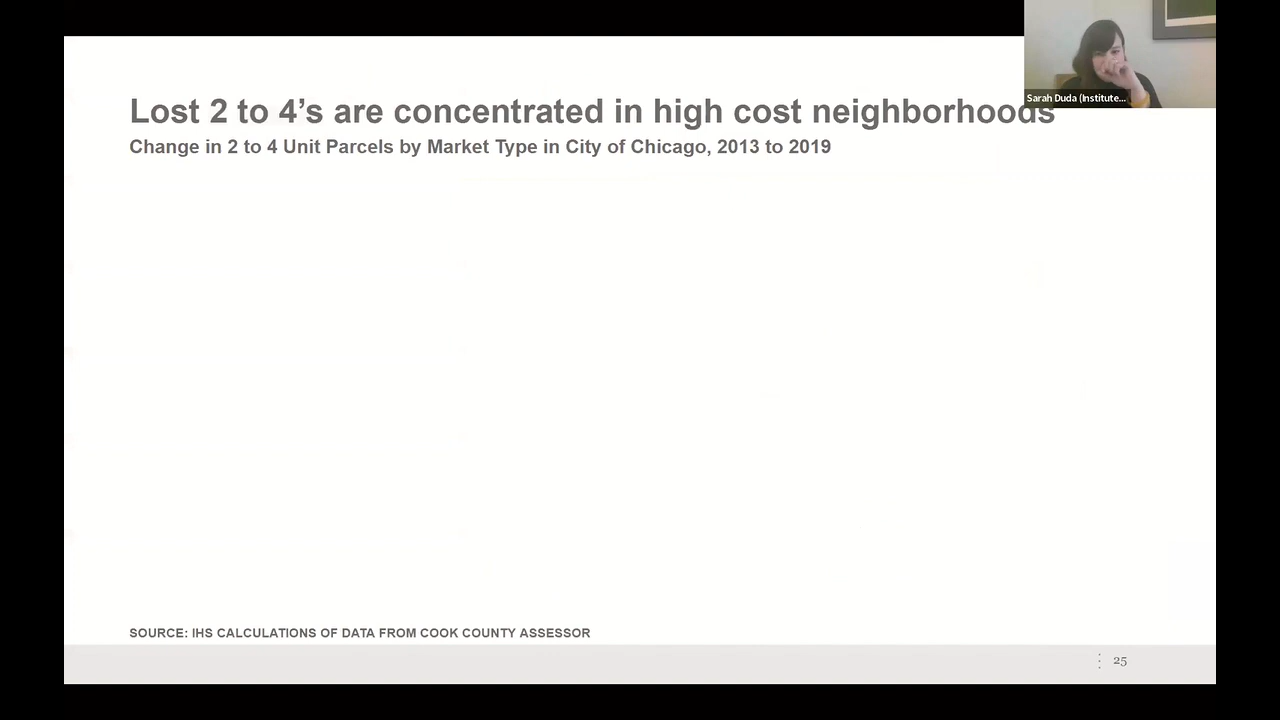 Lost 2 to 4's are concentrated in high cost neighborhoods
Change in 2 to 4 Unit Parcels by Market Type in City of Chicago, 2013 to 2019
Sarah Duda (Institute...
SOURCE: IHS CALCULATIONS OF DATA FROM COOK COUNTY ASSESSOR
25